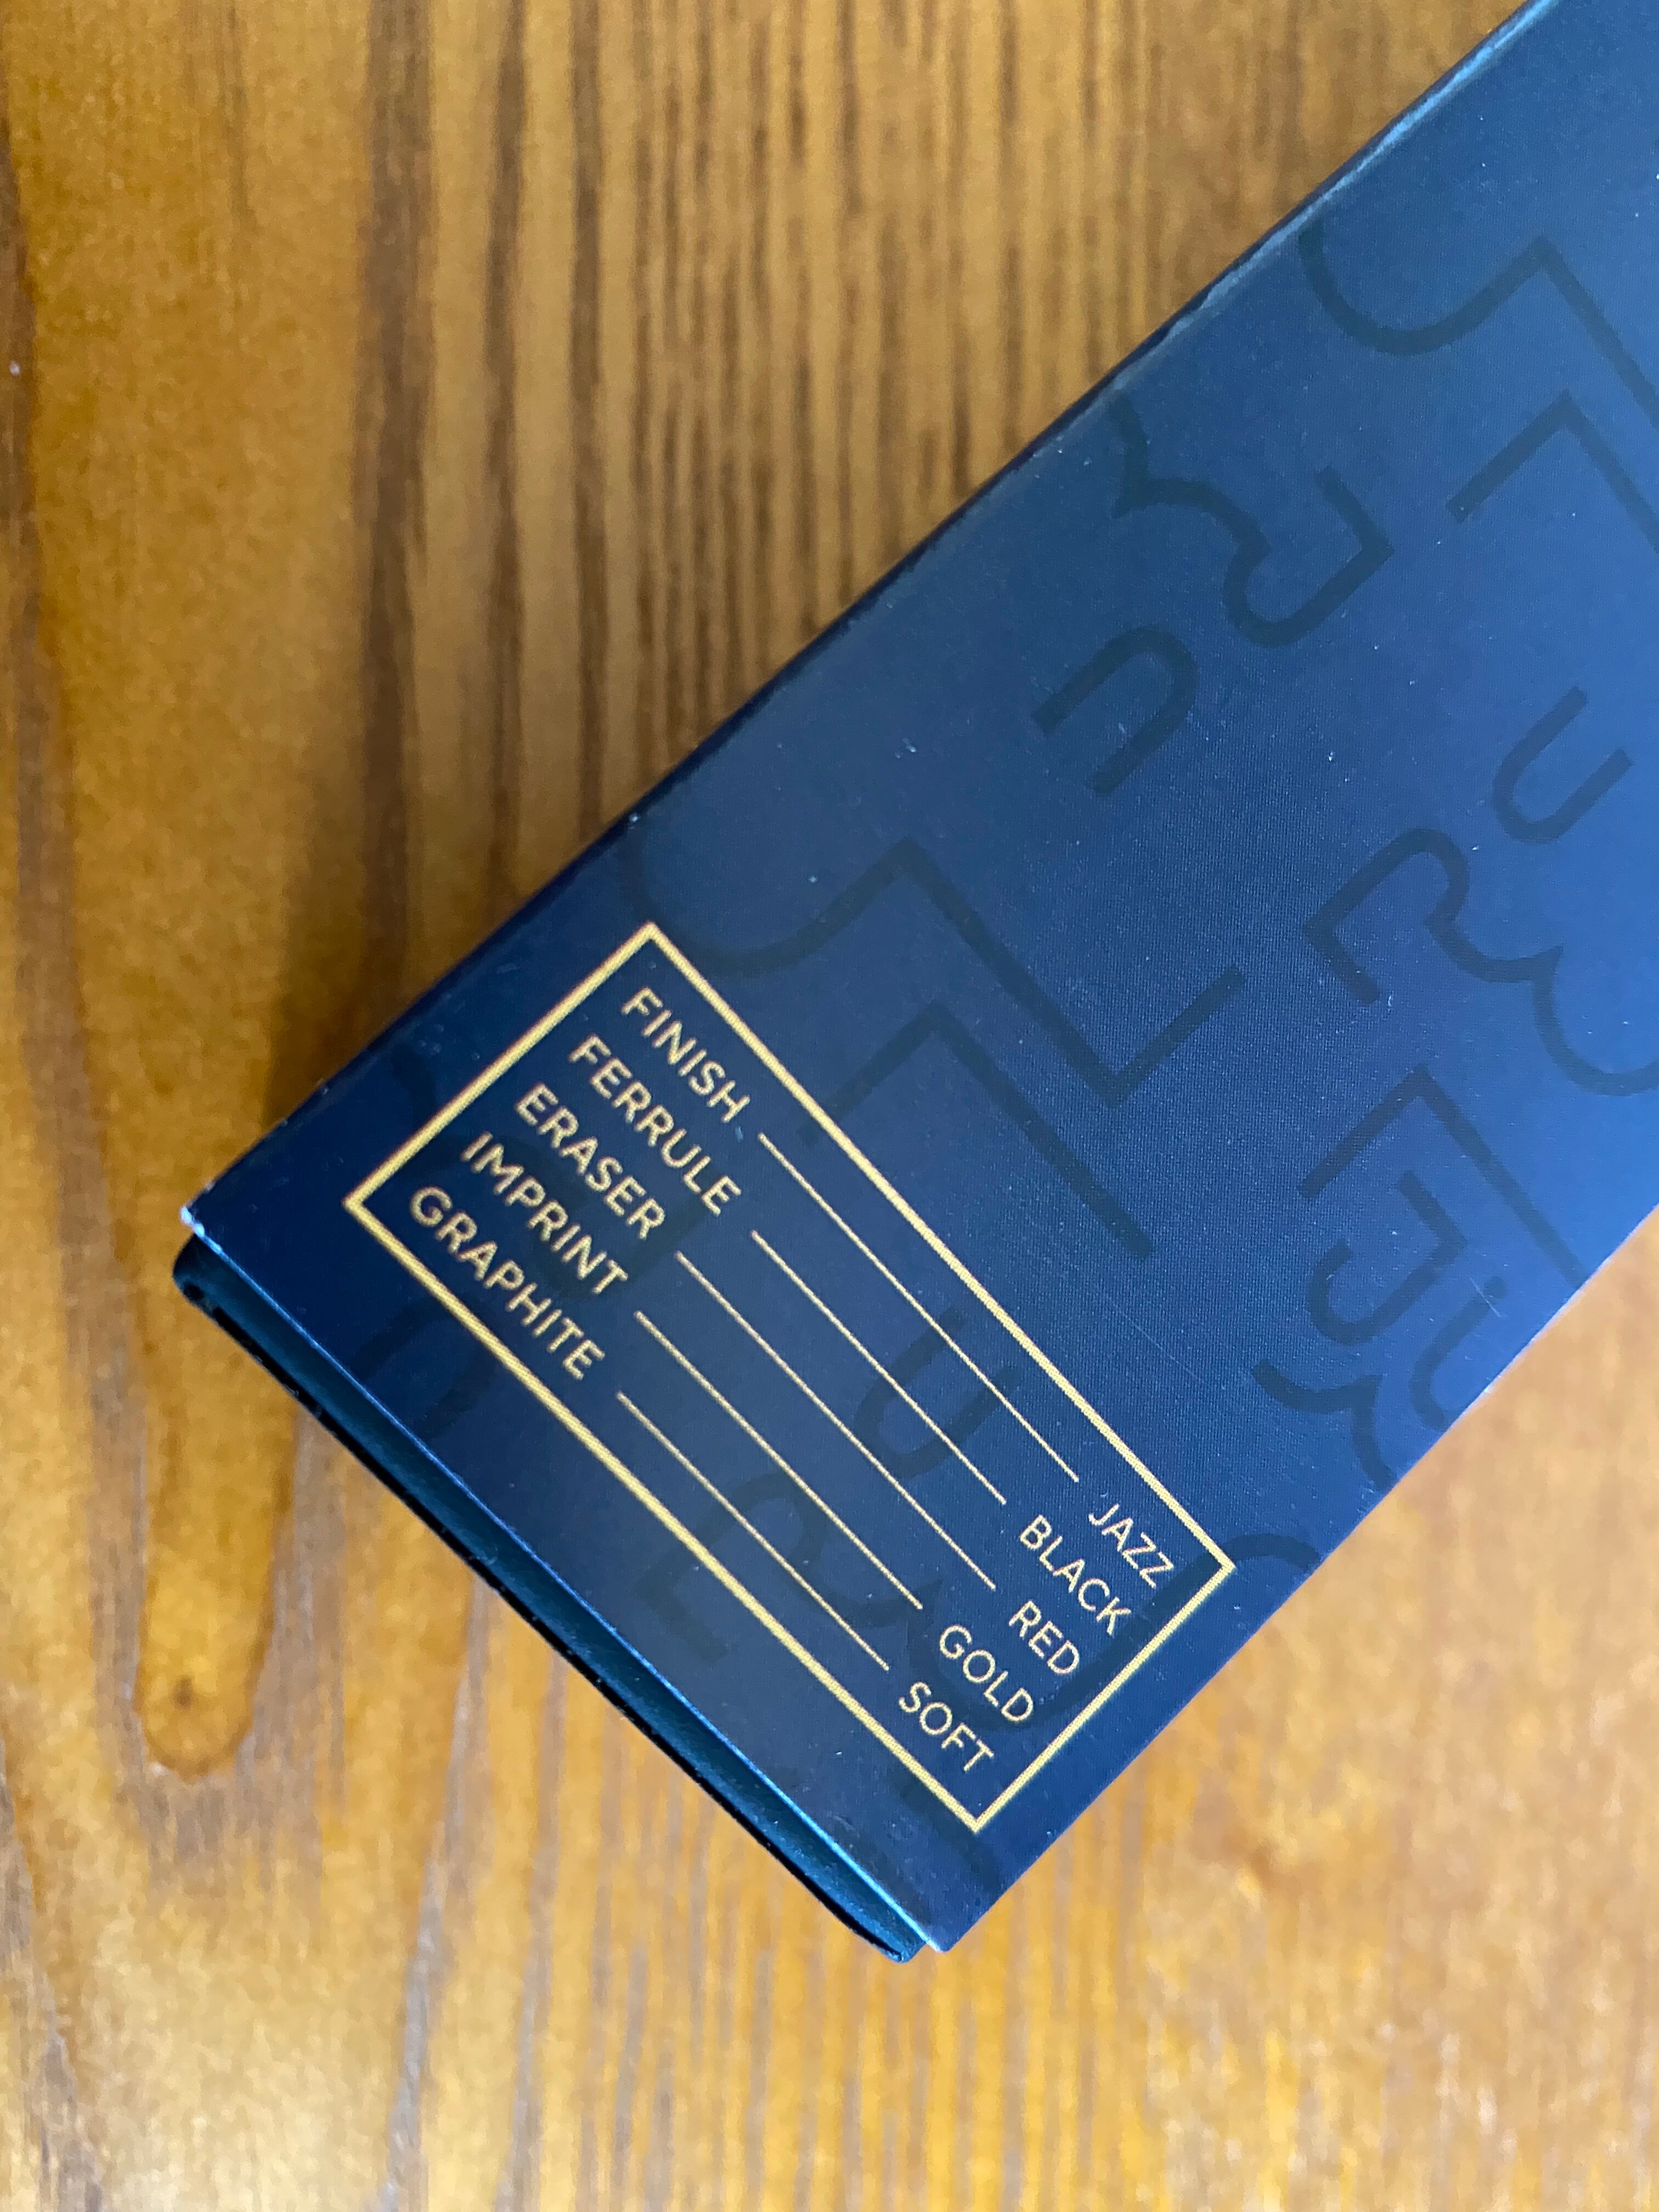 FINISH JAZZ
FERRULE BLACK
ERASER RED
IMPRINT GOLD
GRAPHITE SOFT